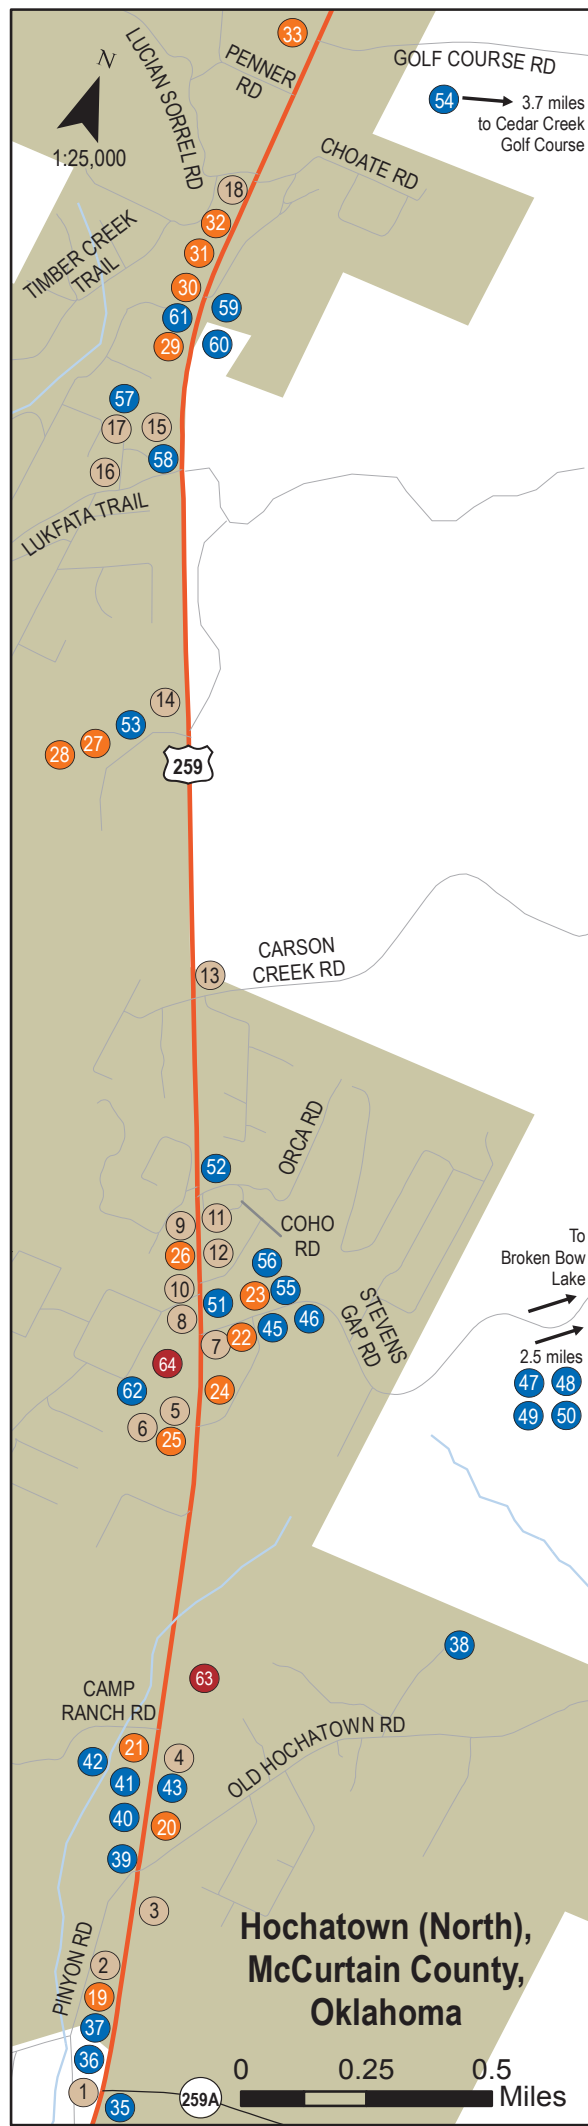 33
PENNER
RD
GOLF COURSE RD
LUCIAN SORREL RD
N
1:25,000
54
3.7 miles
to Cedar Creek
Golf Course
CHOATE RD
18
32
31
TIMBER CREEK
TRAIL
30
59
61
29
60
57
17
15
58
16
LUKFATA TRAIL
14
53
27
28
259
CARSON
CREEK RD
13
ORCA RD
52
11
9
COHO
RD
26
12
56
To
Broken Bow
Lake
10
51
23
55
8
45
46
STEVENS
GAP RD
22
7
2.5 miles
64
47
48
62
24
5
49
50
6
25
38
63
CAMP
RANCH RD
OLD HOCHATOWN RD
21
42
4
41
43
40
20
39
3
Hochatown (North),
McCurtain County,
Oklahoma
PINYON RD
2
19
37
36
1
35
259A
0
0.25
0.5
Miles